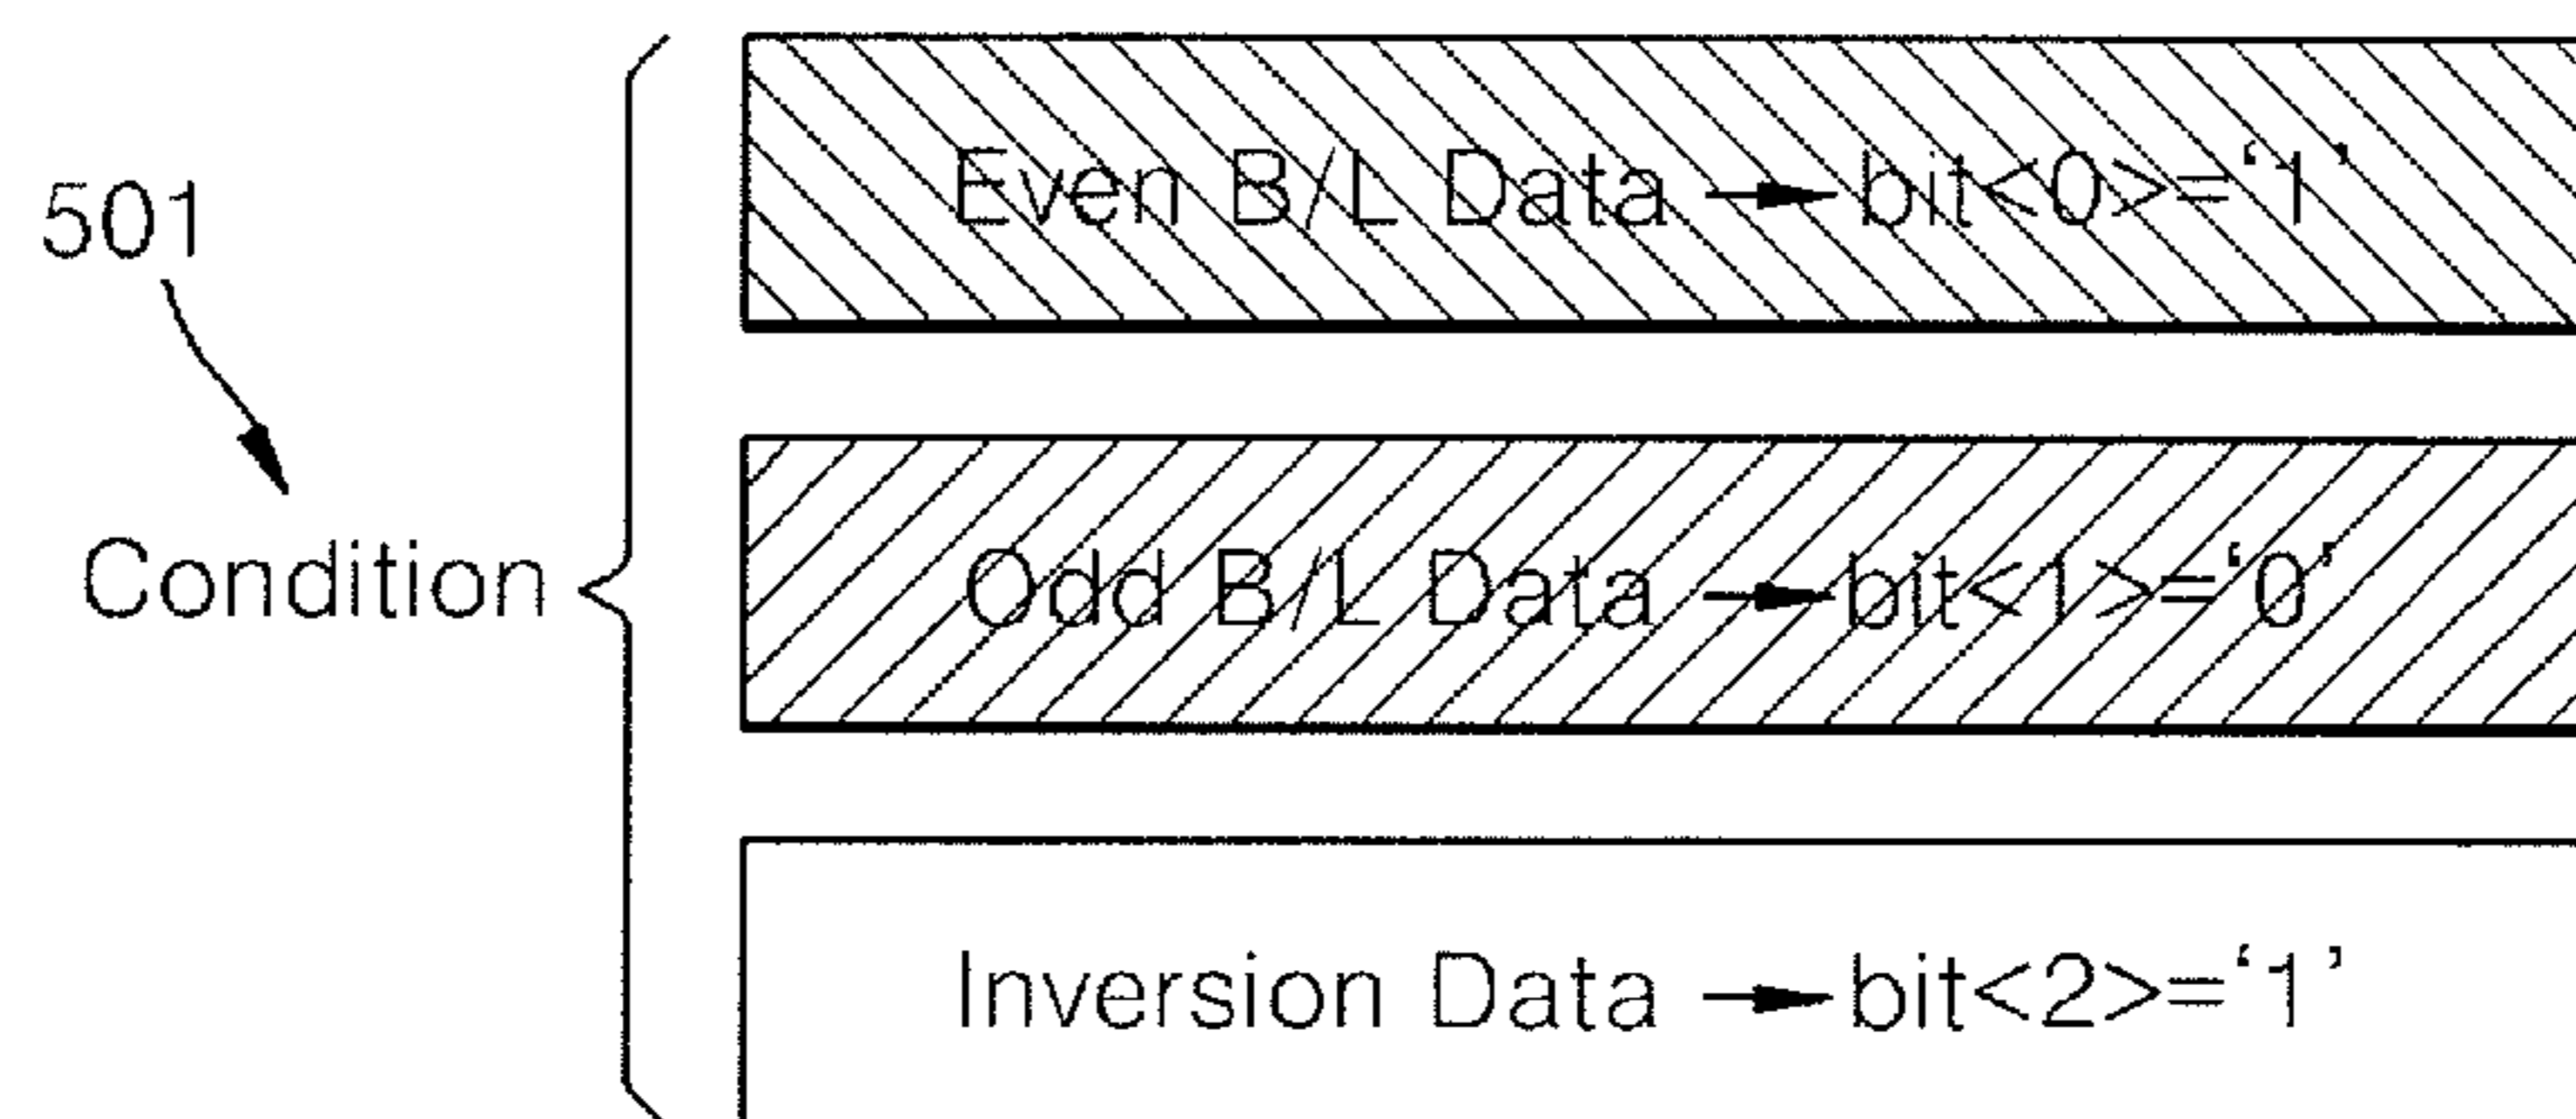 Even B/L Data → bit<0>=‘1’
501
Odd B/L Data → bit<1>=‘0’
Condition
Inversion Data → bit<2>=‘1’